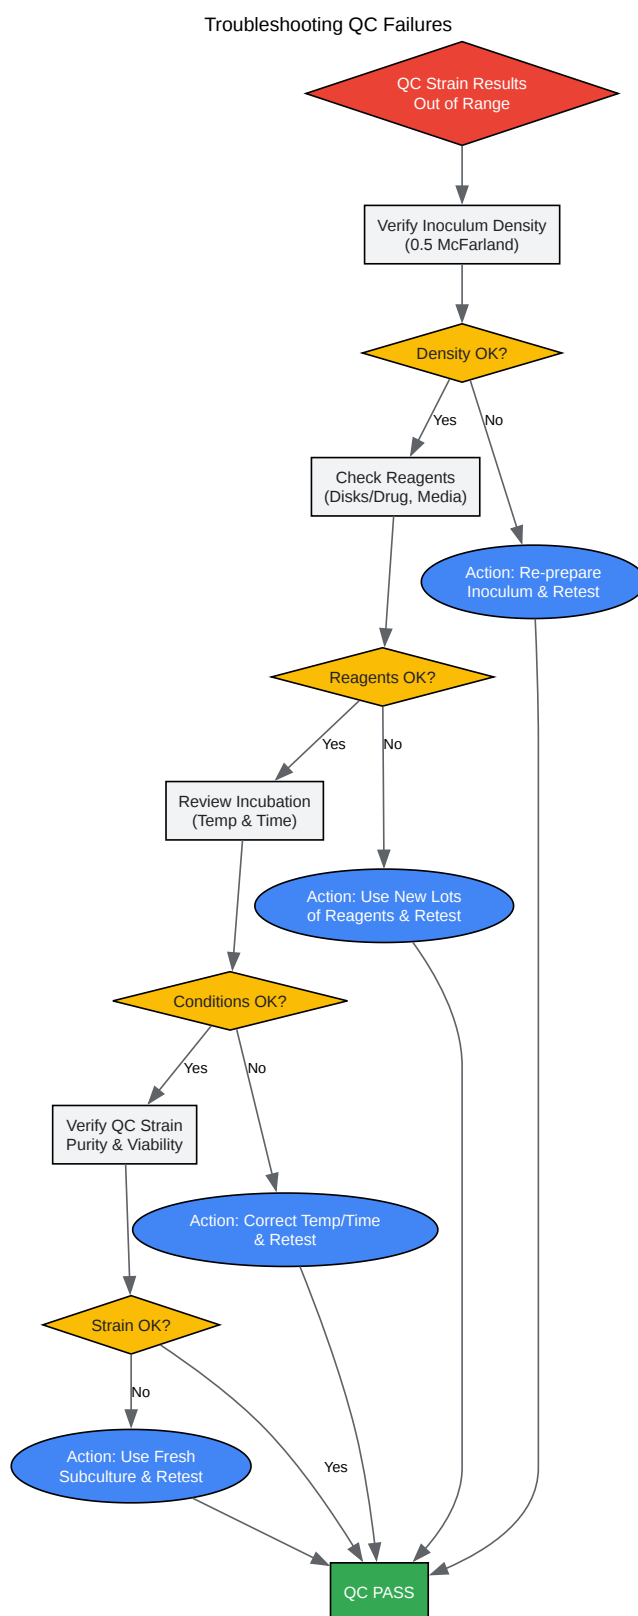 Troubleshooting QC Failures
QC Strain Results
Out of Range
Verify Inoculum Density
(0.5 McFarland)
Density OK?
Yes
No
Check Reagents
(Disks/Drug, Media)
Action: Re-prepare
Inoculum & Retest
Reagents OK?
Yes
No
Review Incubation
(Temp & Time)
Action: Use New Lots
of Reagents & Retest
Conditions OK?
Yes
No
Verify QC Strain
Purity & Viability
Action: Correct Temp/Time
& Retest
Strain OK?
No
Yes
Action: Use Fresh
Subculture & Retest
QC PASS